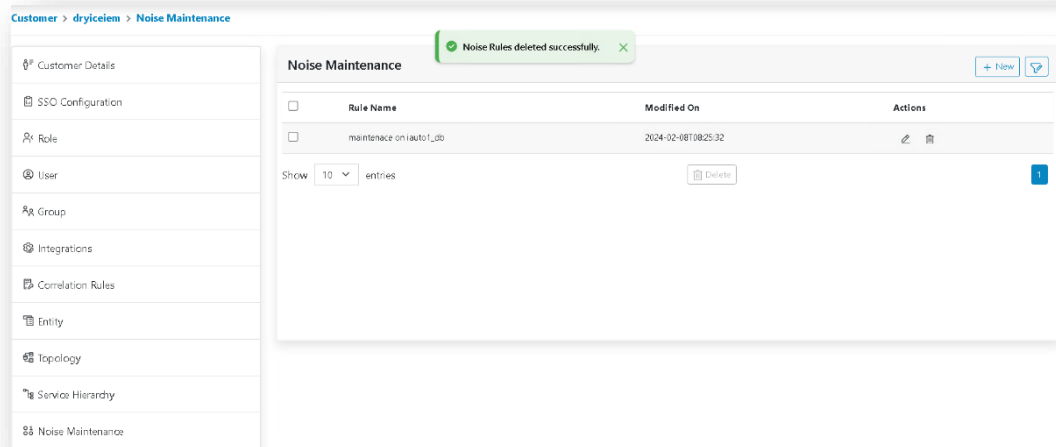 Customer > dryiceiem > Noise Maintenance
Noise Rules deleted successfully.
Customer Details
SSO Configuration
Role
User
Group
Integrations
Correlation Rules
Entity
Topology
Service Hierarchy
Noise Maintenance
Noise Maintenance
+ New
Rule Name Modified On Actions
maintenace on iauto1_db 2024-02-08T08:25:32
Show 10 entries Delete 1